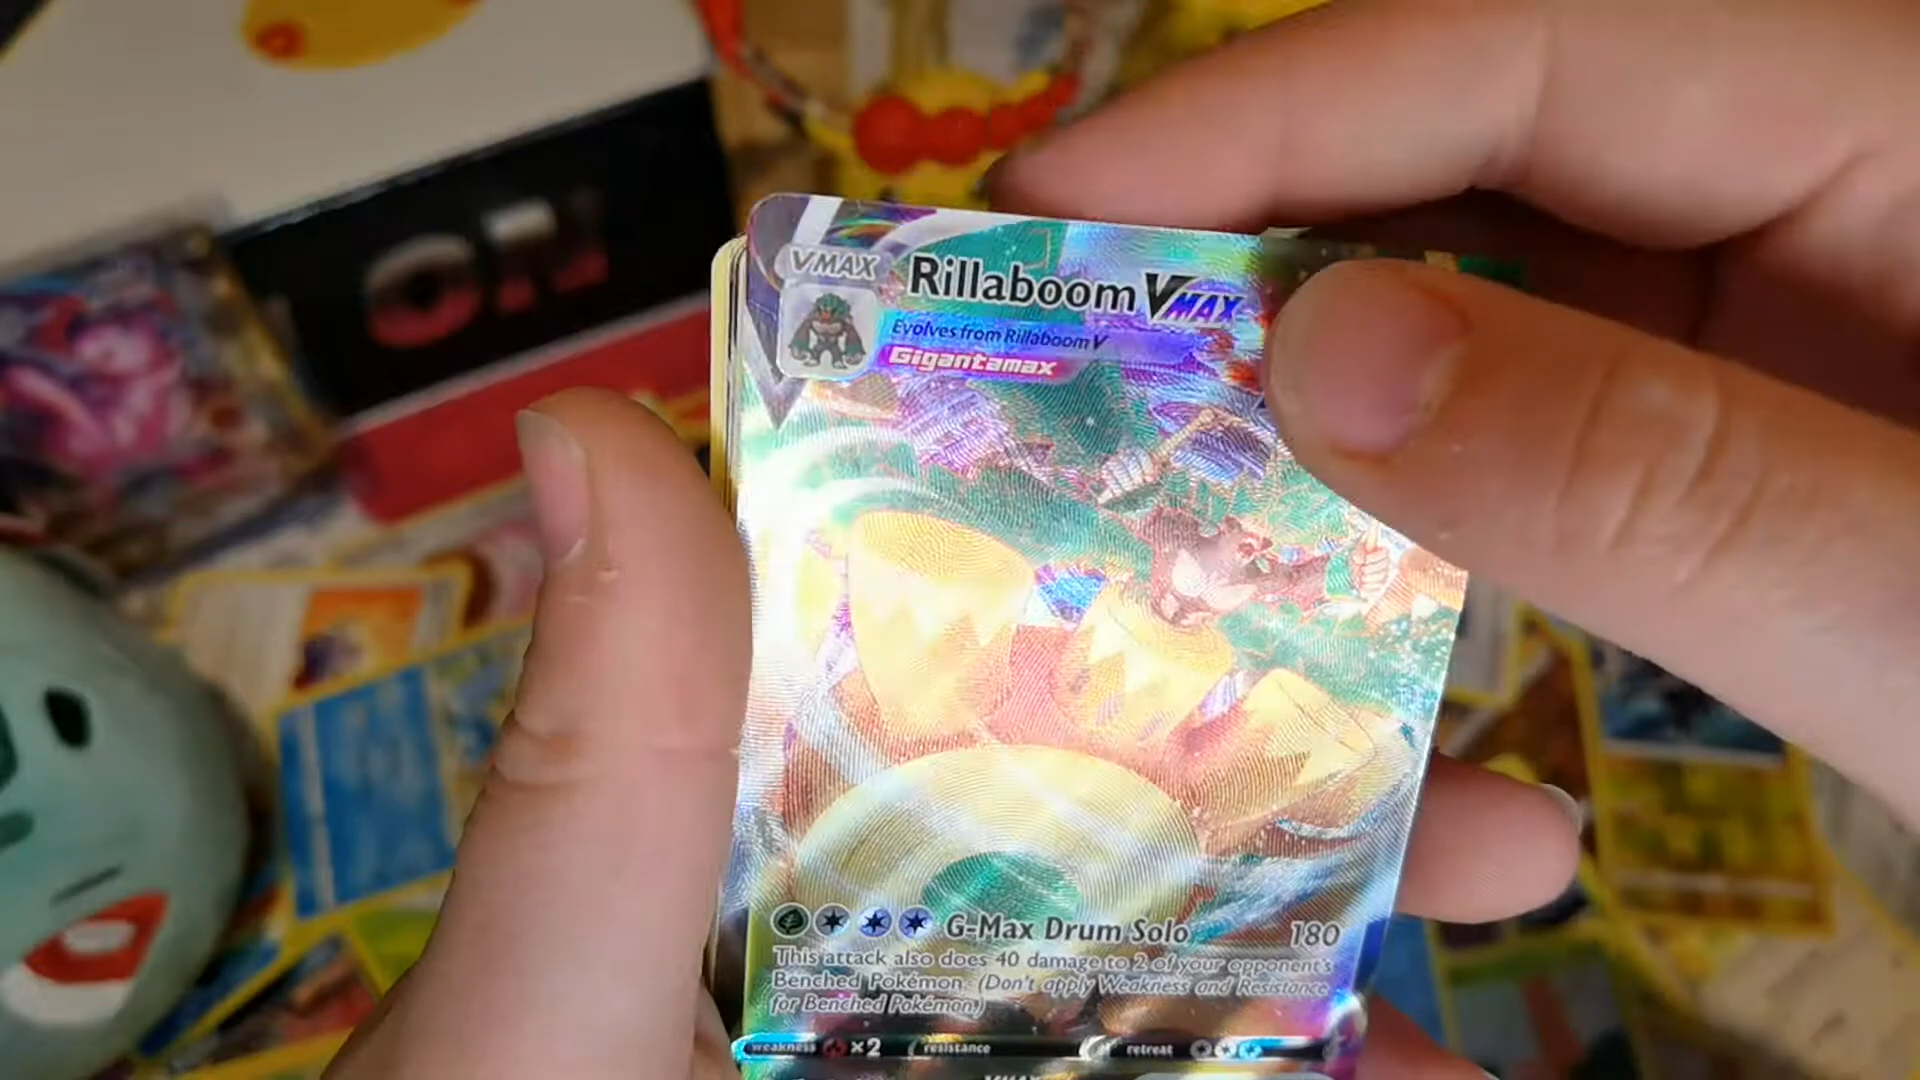 VMAX
Rillaboom VMAX
Evolves from Rillaboom V
Gigantamax
G-Max Drum Solo 180
This attack also does 40 damage to 2 of your opponent's
Benched Pokémon. (Don't apply Weakness and Resistance
for Benched Pokémon.)
weakness ×2 resistance retreat